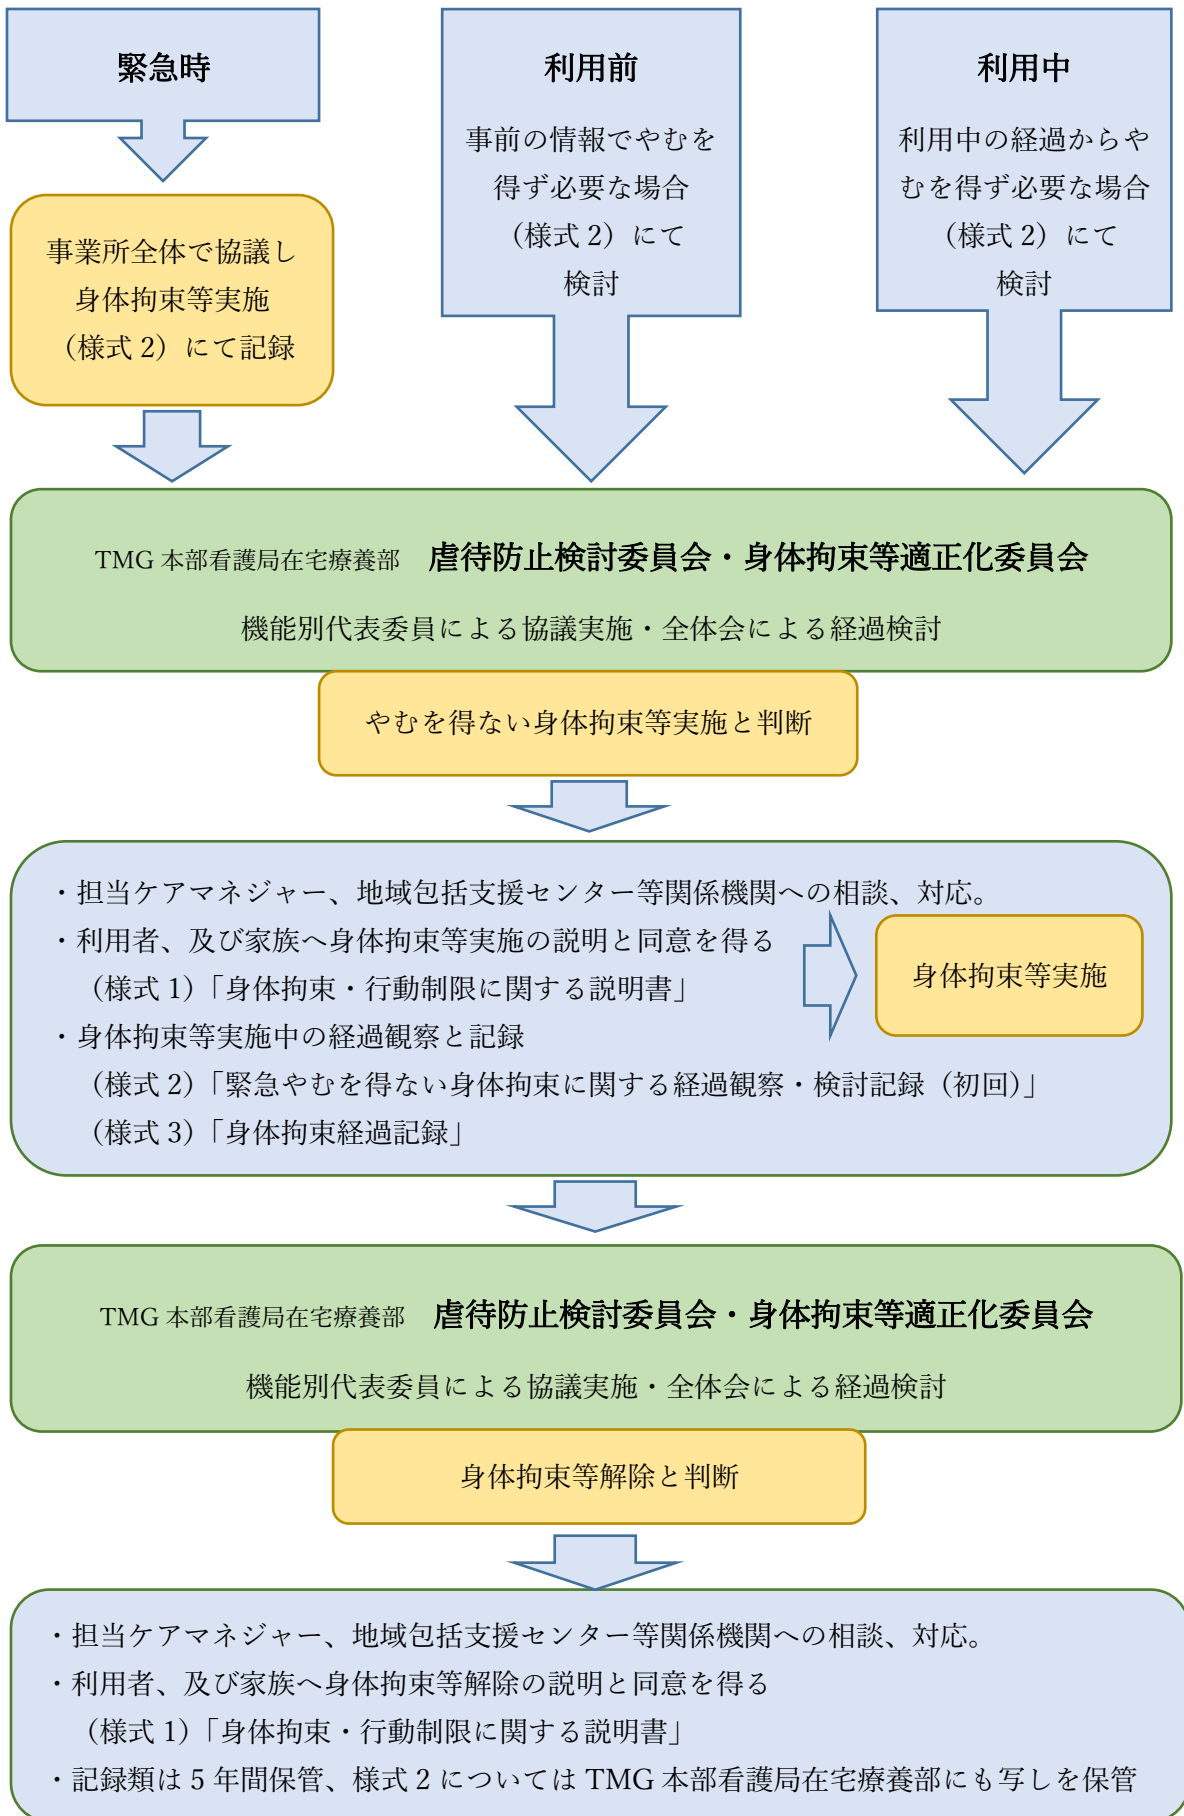 緊急時
事業所全体で協議し
身体拘束等実施
（様式 2）にて記録
利用前
事前の情報でやむを
得ず必要な場合
（様式 2）にて
検討
利用中
利用中の経過からや
むを得ず必要な場合
（様式 2）にて
検討
TMG 本部看護局在宅療養部　虐待防止検討委員会・身体拘束等適正化委員会
機能別代表委員による協議実施・全体会による経過検討
やむを得ない身体拘束等実施と判断
・担当ケアマネジャー、地域包括支援センター等関係機関への相談、対応。
・利用者、及び家族へ身体拘束等実施の説明と同意を得る
（様式 1）「身体拘束・行動制限に関する説明書」
・身体拘束等実施中の経過観察と記録
（様式 2）「緊急やむを得ない身体拘束に関する経過観察・検討記録（初回）」
（様式 3）「身体拘束経過記録」
身体拘束等実施
TMG 本部看護局在宅療養部　虐待防止検討委員会・身体拘束等適正化委員会
機能別代表委員による協議実施・全体会による経過検討
身体拘束等解除と判断
・担当ケアマネジャー、地域包括支援センター等関係機関への相談、対応。
・利用者、及び家族へ身体拘束等解除の説明と同意を得る
（様式 1）「身体拘束・行動制限に関する説明書」
・記録類は 5 年間保管、様式 2 については TMG 本部看護局在宅療養部にも写しを保管